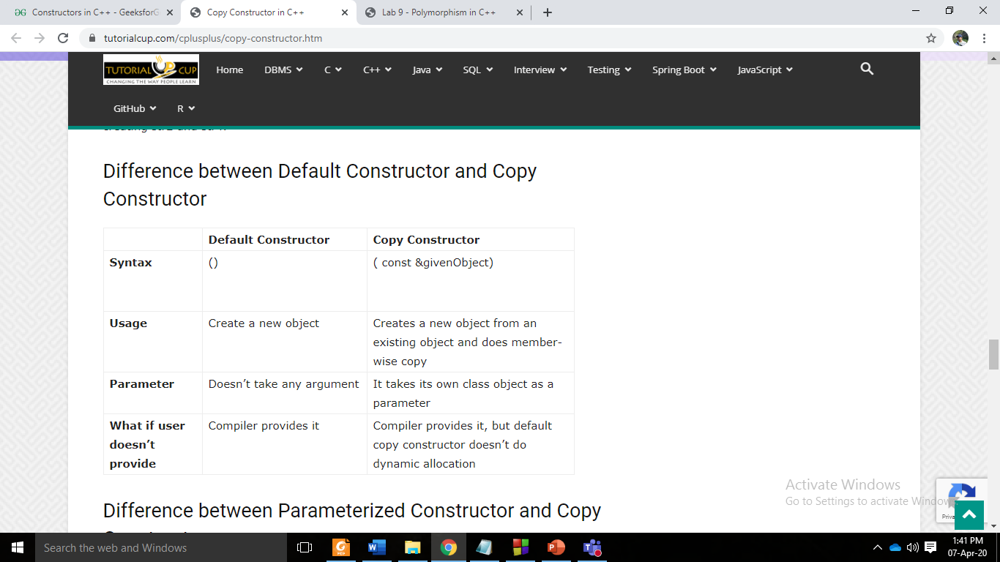 Constructors in C++ - GeeksforG
Copy Constructor in C++
Lab 9 - Polymorphism in C++
tutorialcup.com/cplusplus/copy-constructor.htm
TUTORIAL CUP
CHANGING THE WAY PEOPLE LEARN
Home DBMS C C++ Java SQL Interview Testing Spring Boot JavaScript
GitHub R
Difference between Default Constructor and Copy
Constructor
Default Constructor Copy Constructor
Syntax () ( const &givenObject)
Usage Create a new object Creates a new object from an
existing object and does member-
wise copy
Parameter Doesn’t take any argument It takes its own class object as a
parameter
What if user Compiler provides it Compiler provides it, but default
doesn’t copy constructor doesn’t do
provide dynamic allocation
Difference between Parameterized Constructor and Copy
Activate Windows
Go to Settings to activate Windows
Search the web and Windows
1:41 PM
07-Apr-20